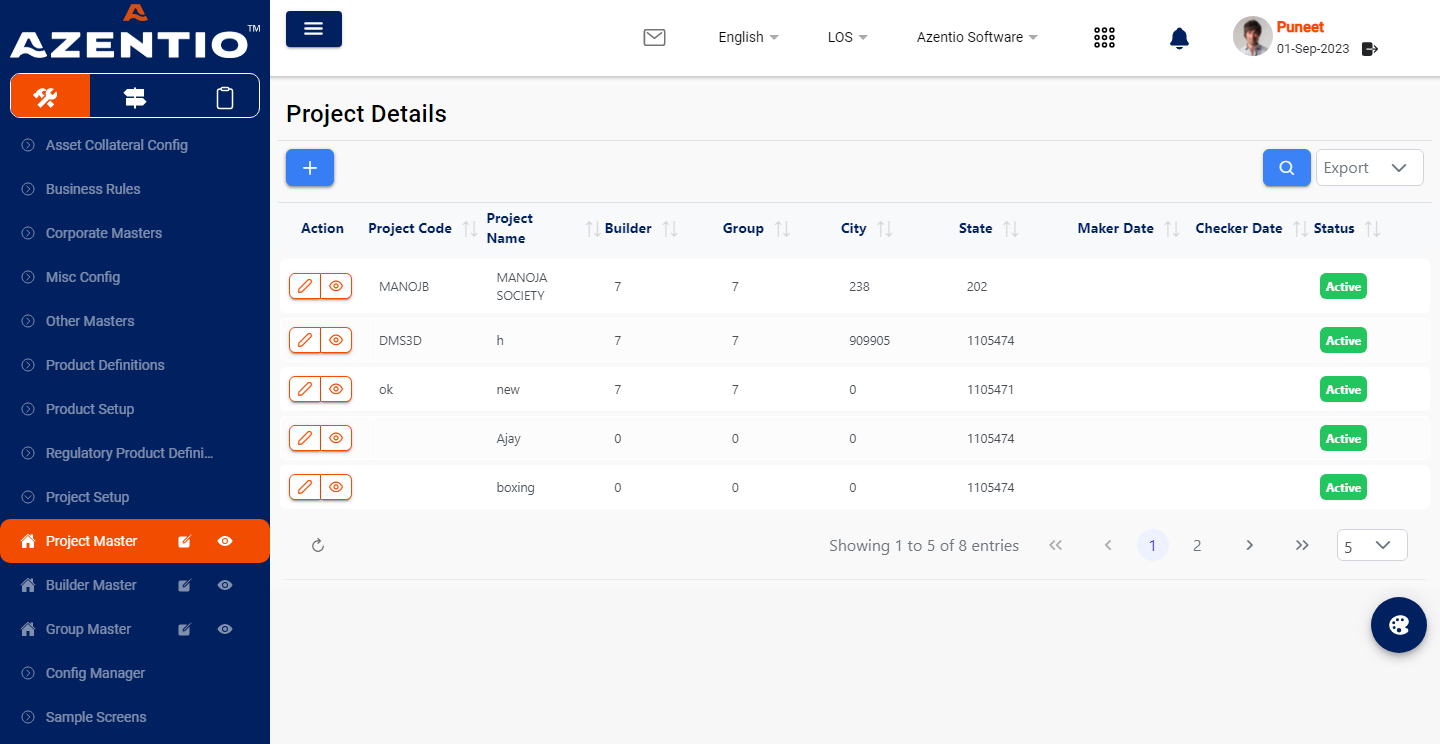 AZENTIO™
English
LOS
Azentio Software
Puneet
01-Sep-2023
Asset Collateral Config
Business Rules
Corporate Masters
Misc Config
Other Masters
Product Definitions
Product Setup
Regulatory Product Defini...
Project Setup
Project Master
Builder Master
Group Master
Config Manager
Sample Screens
Project Details
Export
Action Project Code Project Name Builder Group City State Maker Date Checker Date Status
MANOJB MANOJA SOCIETY 7 7 238 202 Active
DMS3D h 7 7 909905 1105474 Active
ok new 7 7 0 1105471 Active
Ajay 0 0 0 1105474 Active
boxing 0 0 0 1105474 Active
Showing 1 to 5 of 8 entries 1 2 5